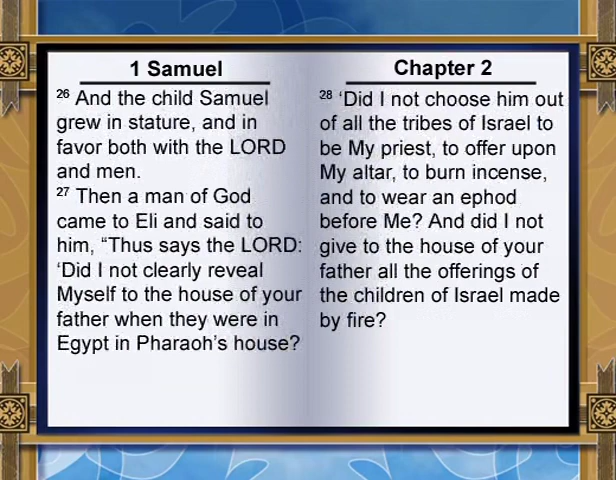 1 Samuel
26 And the child Samuel
grew in stature, and in
favor both with the LORD
and men.
27 Then a man of God
came to Eli and said to
him, “Thus says the LORD:
‘Did I not clearly reveal
Myself to the house of your
father when they were in
Egypt in Pharaoh’s house?
Chapter 2
28 ‘Did I not choose him out
of all the tribes of Israel to
be My priest, to offer upon
My altar, to burn incense,
and to wear an ephod
before Me? And did I not
give to the house of your
father all the offerings of
the children of Israel made
by fire?